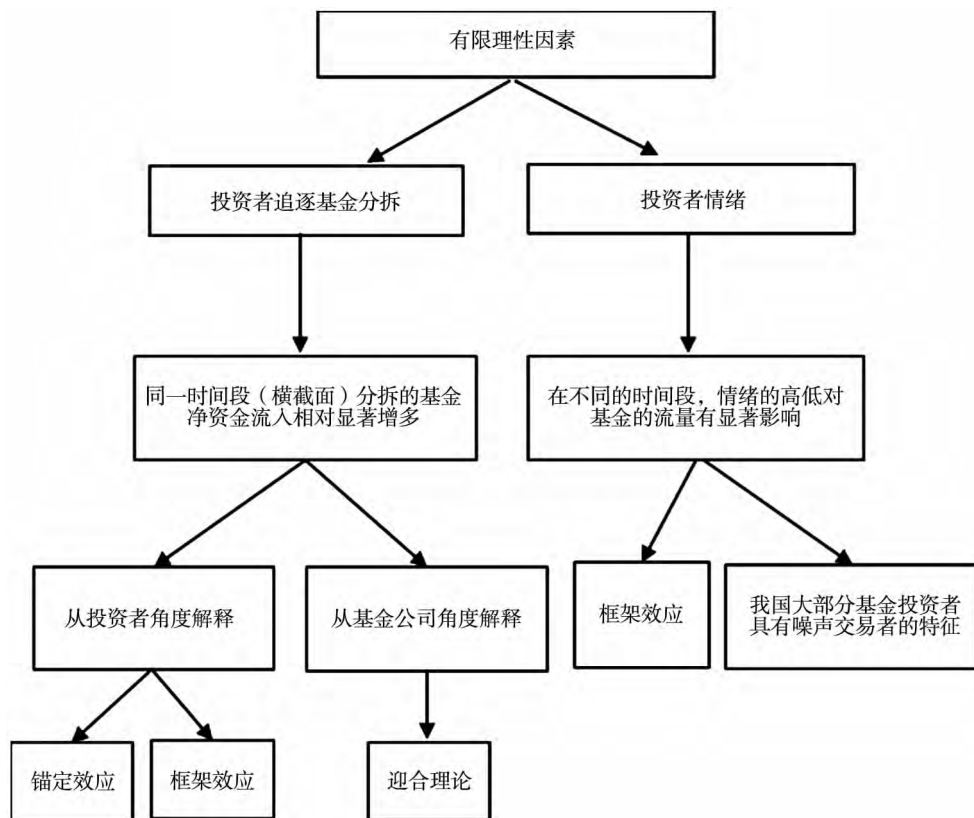 有限理性因素
投资者追逐基金分拆
投资者情绪
同一时间段（横截面）分拆的基金
净资金流入相对显著增多
在不同的时间段，情绪的高低对
基金的流量有显著影响
从投资者角度解释
从基金公司角度解释
框架效应
我国大部分基金投资者
具有噪声交易者的特征
锚定效应
框架效应
迎合理论